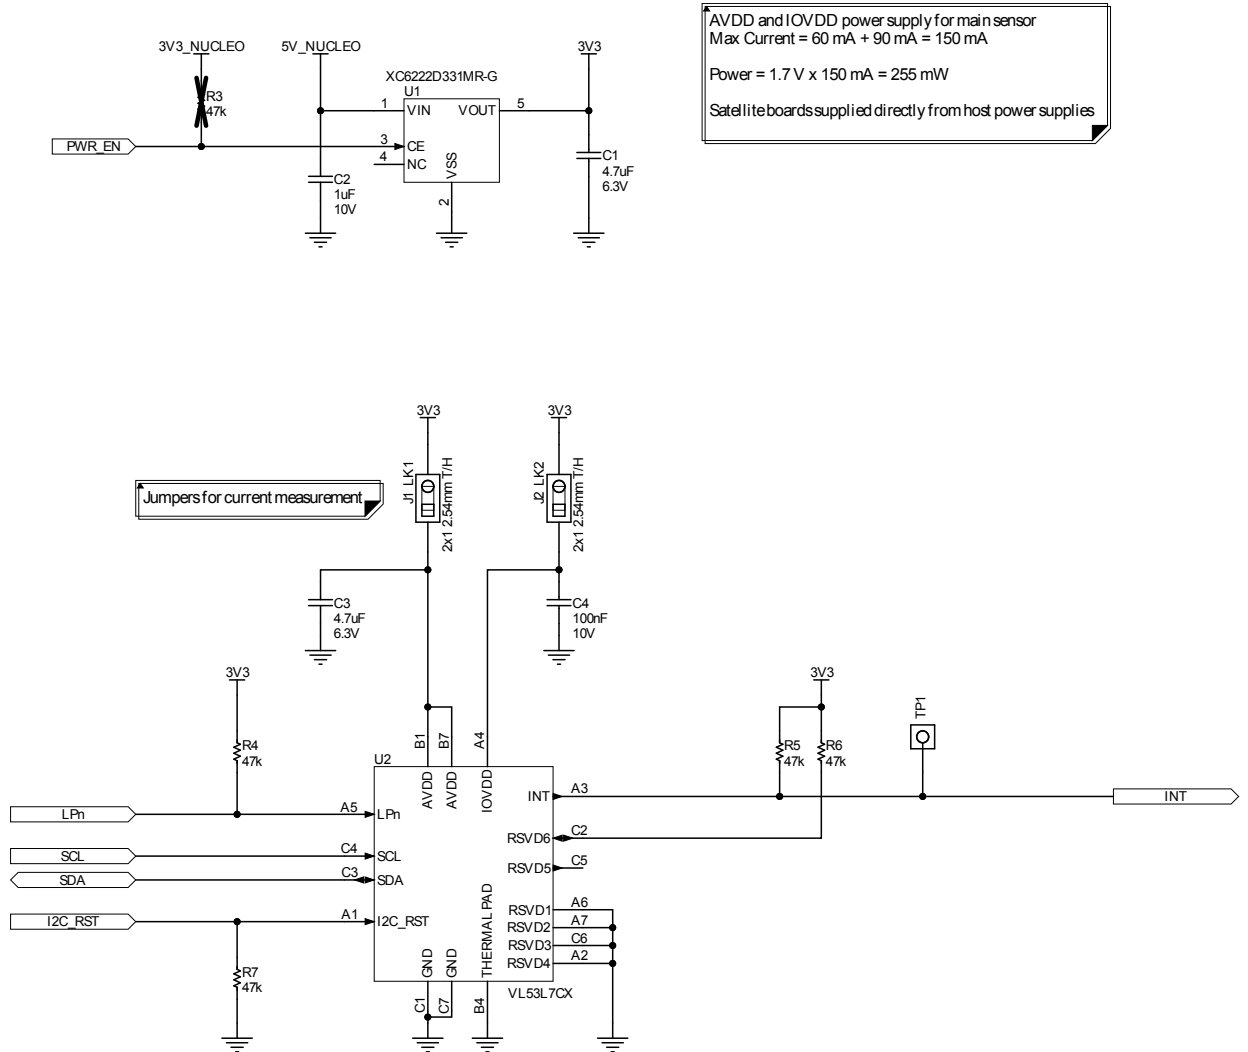 AVDD and IOVDD power supply for main sensor
Max Current = 60 mA + 90 mA = 150 mA
Power = 1.7 V x 150 mA = 255 mW
Satellite boards supplied directly from host power supplies
3V3_NUCLEO
5V_NUCLEO
3V3
XC6222D331MR-G
U1
R3
47k
1
VIN
VOUT
5
PWR_EN
3
CE
4
NC
VSS
2
C2
1uF
10V
C1
4.7uF
6.3V
3V3
3V3
Jumpers for current measurement
J1 LK1
2x1 2.54mm T/H
J2 LK2
2x1 2.54mm T/H
C3
4.7uF
6.3V
C4
100nF
10V
3V3
3V3
TP1
R4
47k
R5
47k
R6
47k
U2
B1
B7
A4
AVDD
AVDD
IOVDD
INT
A3
INT
LPn
A5
LPn
RSVD6
C2
SCL
C4
SCL
RSVD5
C5
SDA
C3
SDA
RSVD1
A6
I2C_RST
A1
I2C_RST
RSVD2
A7
RSVD3
C6
RSVD4
A2
GND
GND
THERMAL PAD
R7
47k
C1
C7
B4
VL53L7CX